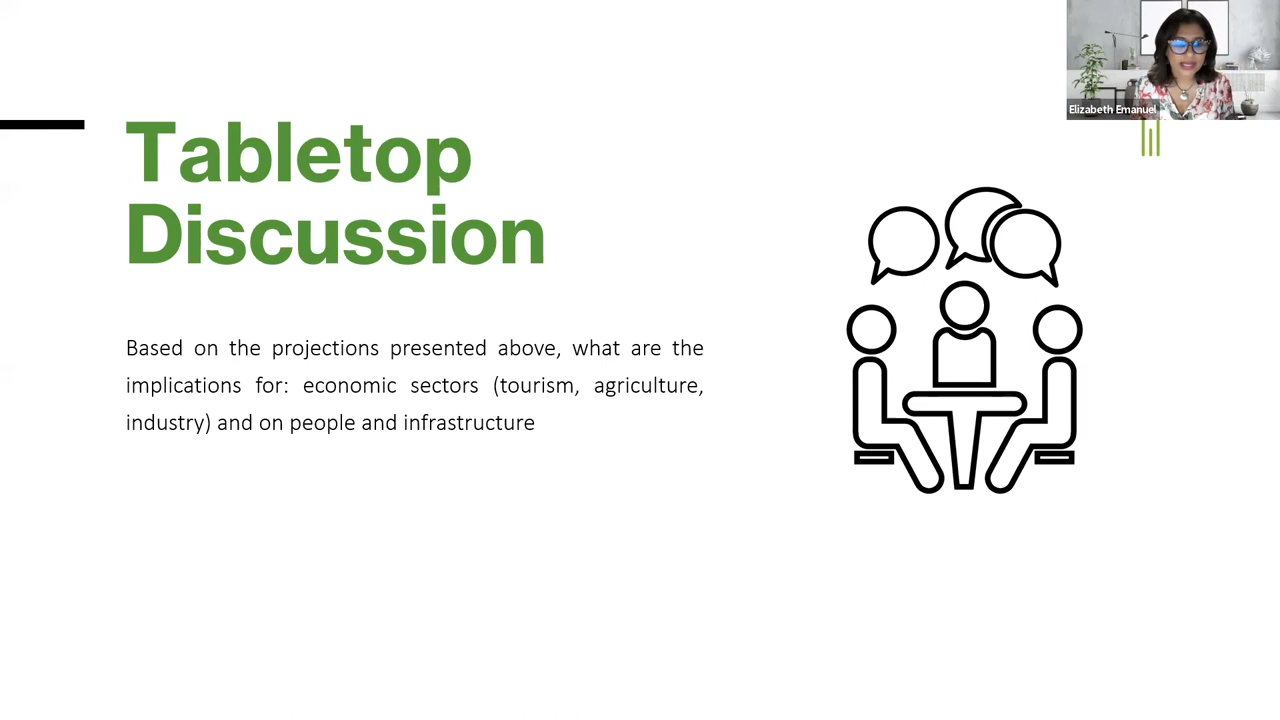 Elizabeth Emanuel
Tabletop
Discussion
Based on the projections presented above, what are the
implications for: economic sectors (tourism, agriculture,
industry) and on people and infrastructure